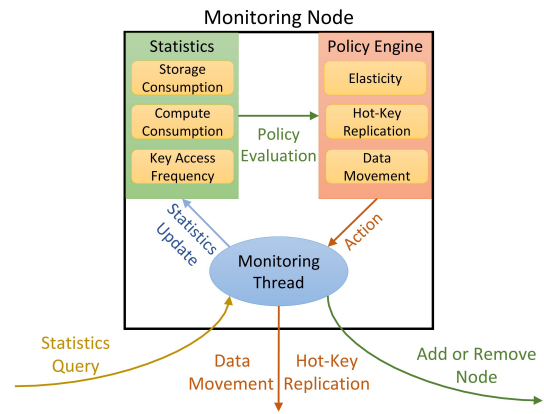 Monitoring Node
Statistics
Storage
Consumption
Compute
Consumption
Key Access
Frequency
Policy
Evaluation
Policy Engine
Elasticity
Hot-Key
Replication
Data
Movement
Statistics
Update
Action
Monitoring
Thread
Statistics
Query
Data
Movement
Hot-Key
Replication
Add or Remove
Node